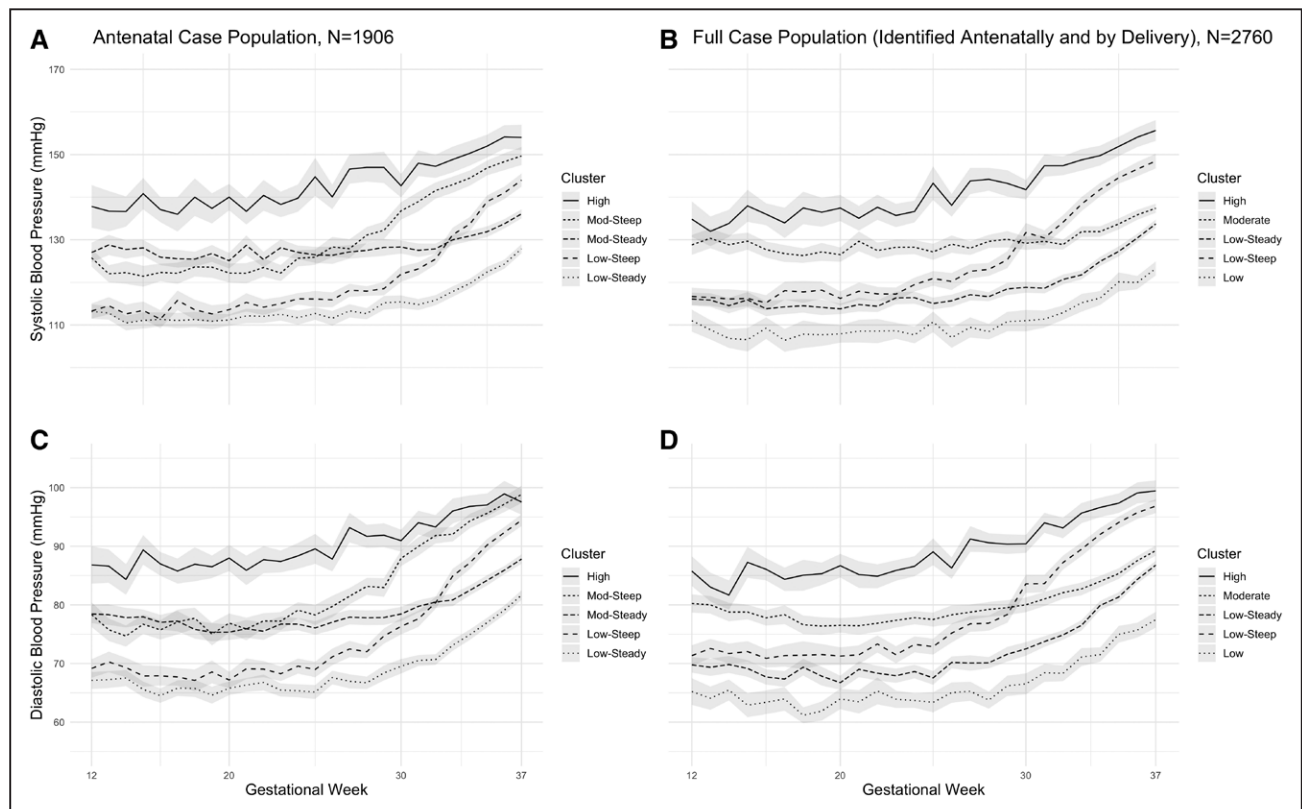 A Antenatal Case Population, N=1906
Systolic Blood Pressure (mmHg)
170
150
130
110
Cluster
High
Mod-Steep
Mod-Steady
Low-Steep
Low-Steady
B Full Case Population (Identified Antenatally and by Delivery), N=2760
Cluster
High
Moderate
Low-Steady
Low-Steep
Low
C
Diastolic Blood Pressure (mmHg)
100
90
80
70
60
12 20 30 37
Gestational Week
Cluster
High
Mod-Steep
Mod-Steady
Low-Steep
Low-Steady
D
12 20 30 37
Gestational Week
Cluster
High
Moderate
Low-Steady
Low-Steep
Low